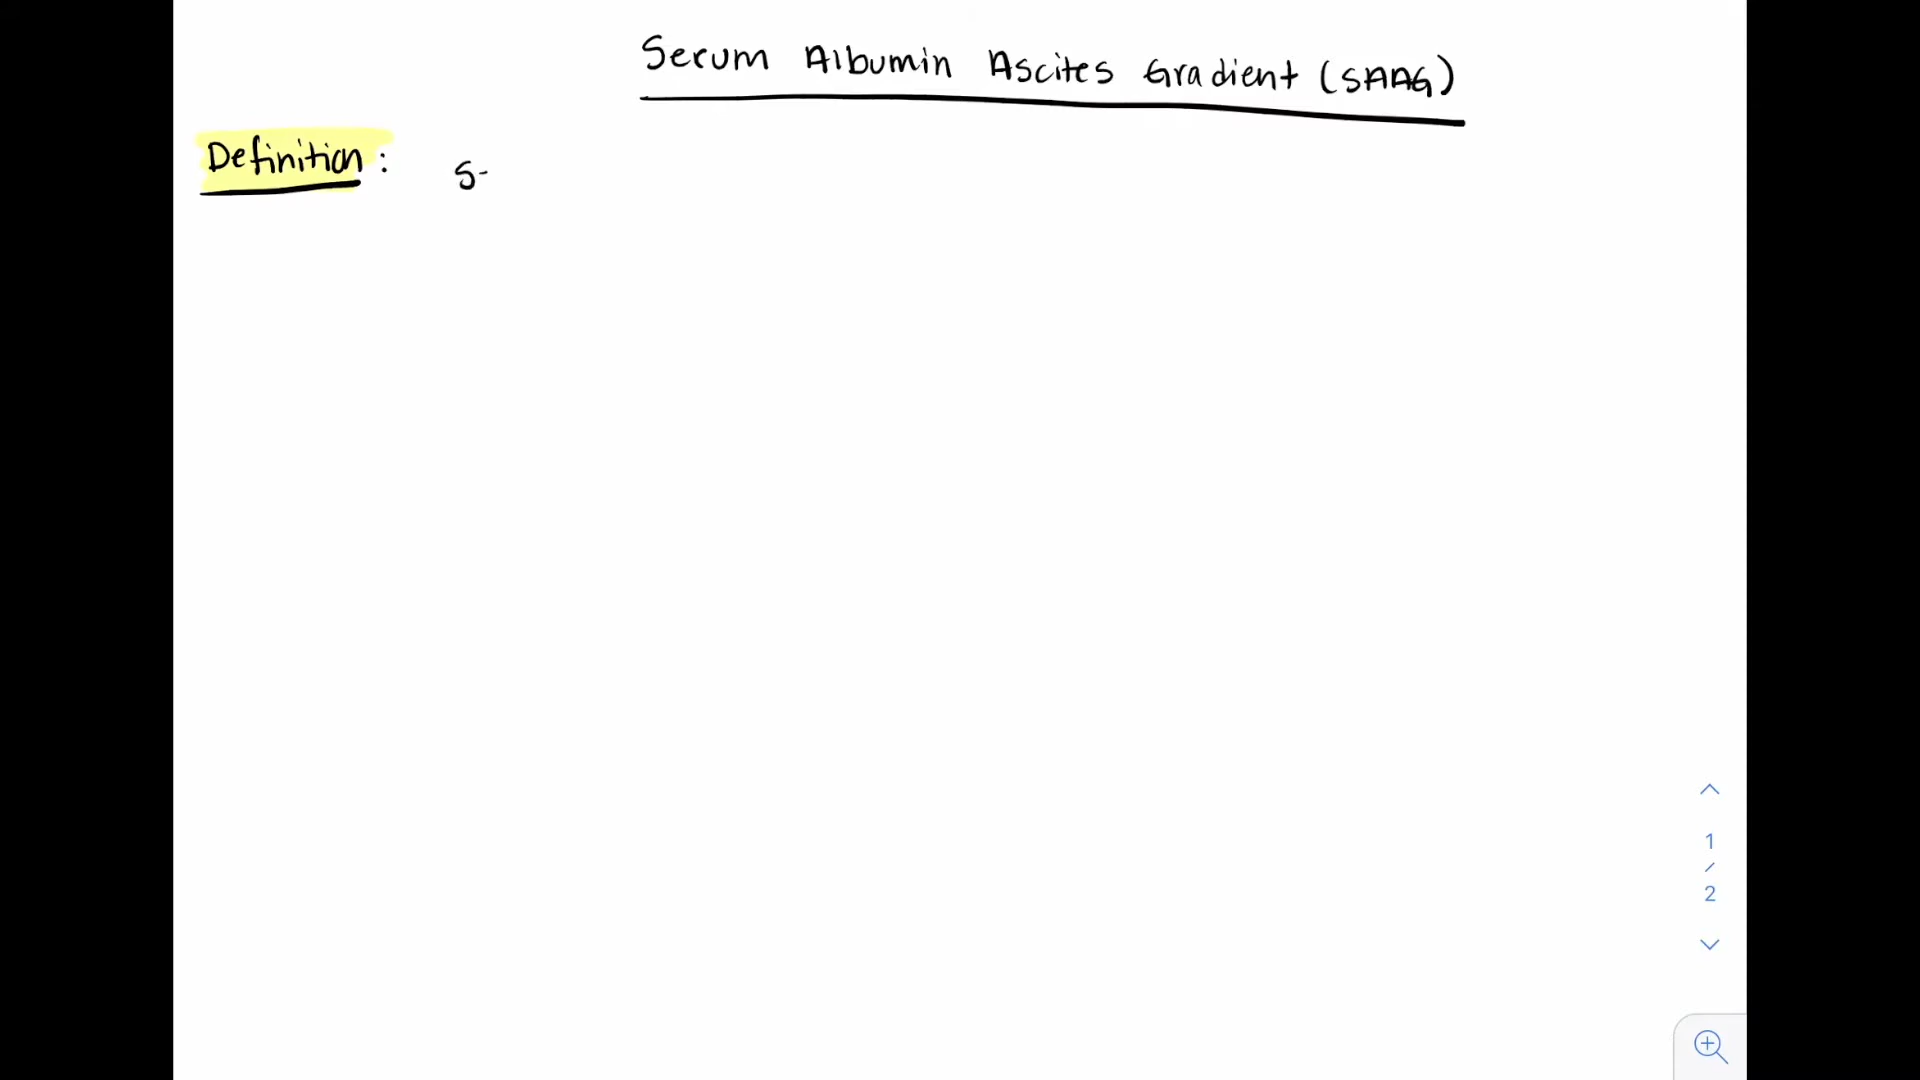 Serum Albumin Ascites Gradient (SAAG)
Definition: S-
1
/
2